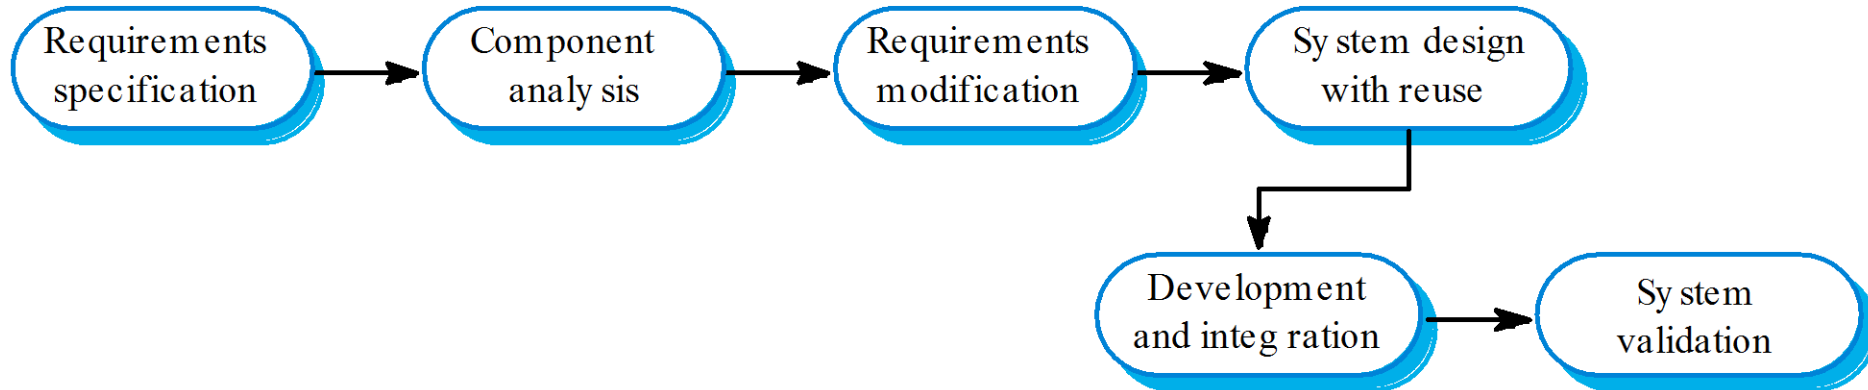 Requirements
specification
Component
analysis
Requirements
modification
System design
with reuse
Development
and integration
System
validation